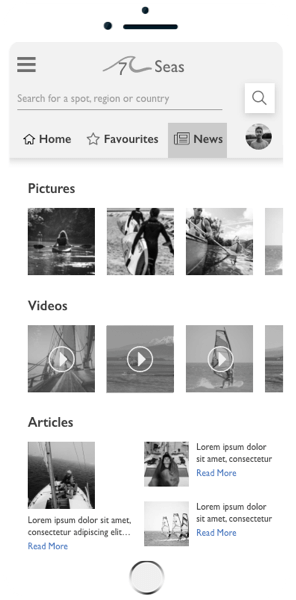 7 Seas
Search for a spot, region or country
Home Favourites News
Pictures
Videos
Articles
Lorem ipsum dolor sit amet,
consectetur adipiscing elit...
Read More
Lorem ipsum dolor
sit amet, consectetur
Read More
Lorem ipsum dolor
sit amet, consectetur
Read More